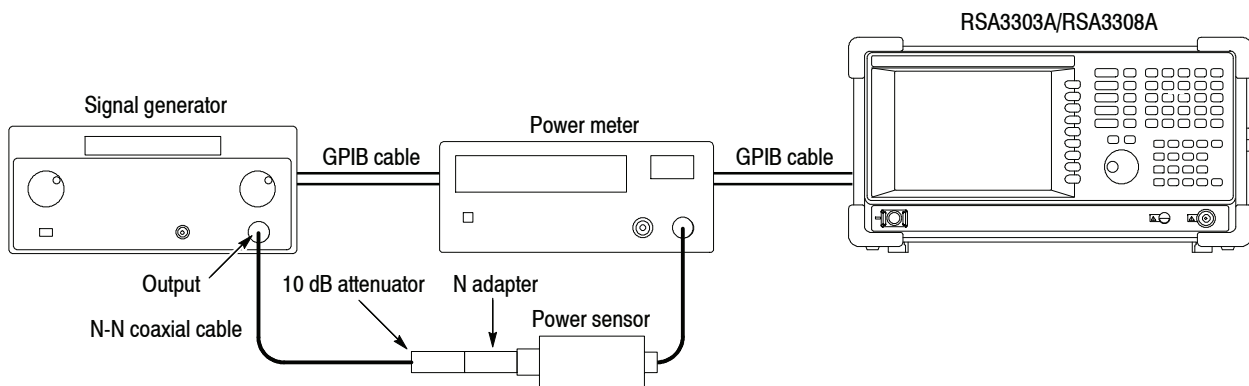 RSA3303A/RSA3308A
Signal generator
Power meter
GPIB cable
GPIB cable
Output
10 dB attenuator
N adapter
N-N coaxial cable
Power sensor